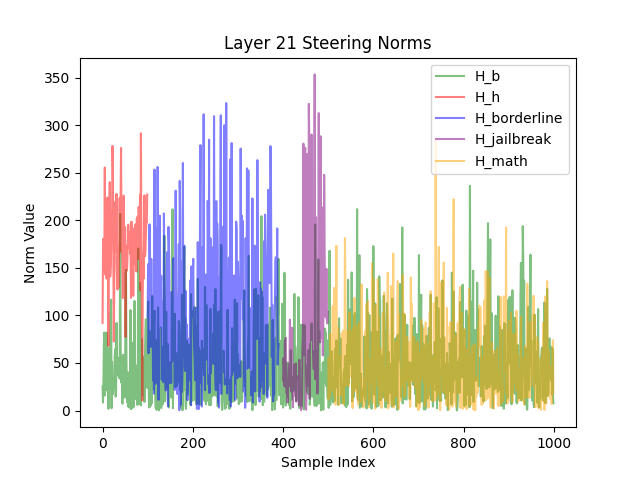 Layer 21 Steering Norms
H_b
H_h
H_borderline
H_jailbreak
H_math
Norm Value
350
300
250
200
150
100
50
0
0 200 400 600 800 1000
Sample Index